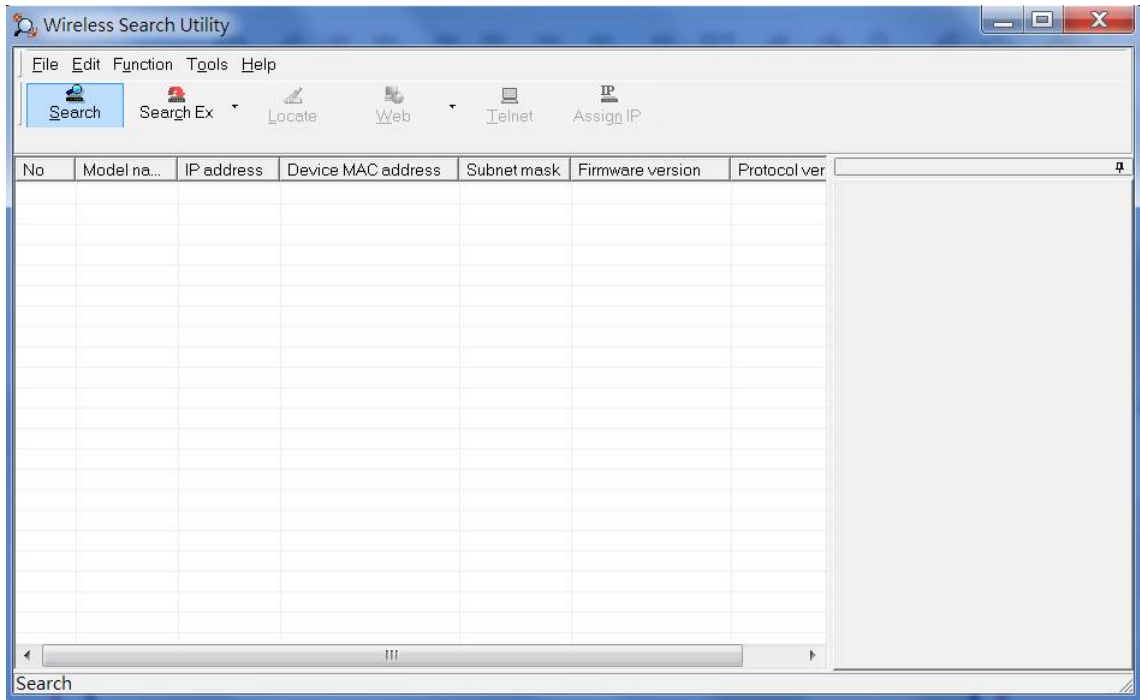 Wireless Search Utility
File Edit Function Tools Help
Search Search Ex Locate Web Telnet Assign IP
IP
No Model na... IP address Device MAC address Subnet mask Firmware version Protocol ver
Search